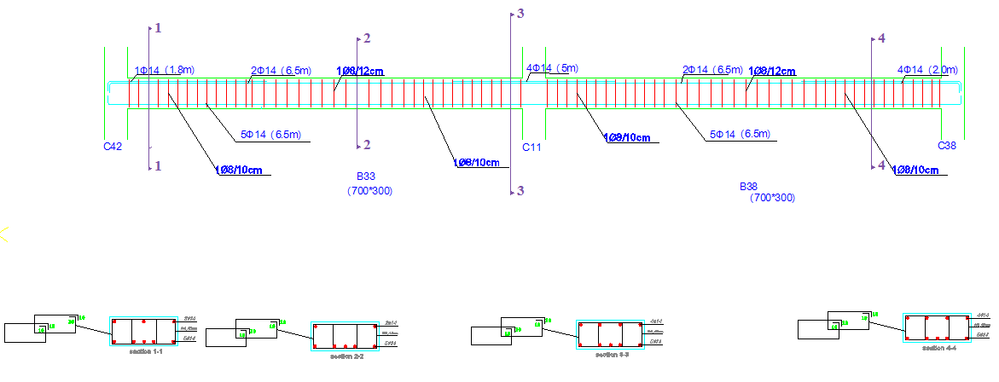 1
2
3
4
1Φ14 (1.8m)
2Φ14 (6.5m)
1Ø8/12cm
4Φ14 (5m)
2Φ14 (6.5m)
1Ø8/12cm
4Φ14 (2.0m)
5Φ14 (6.5m)
1Ø8/10cm
5Φ14 (6.5m)
C42
C11
C38
1Ø8/10cm
1Ø8/10cm
1Ø8/10cm
1
2
3
4
B33
(700*300)
B38
(700*300)
section 1-1
section 2-2
section 3-3
section 4-4